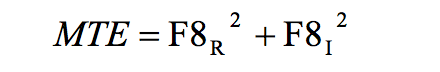 MTE = F8_R^2 + F8_I^2